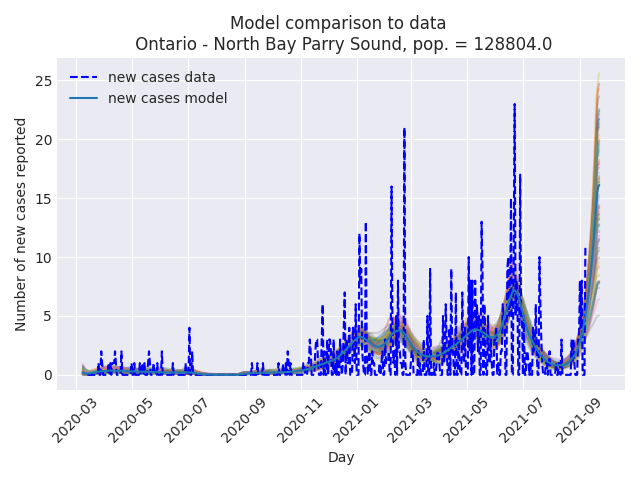 Model comparison to data
Ontario - North Bay Parry Sound, pop. = 128804.0
new cases data
new cases model
Number of new cases reported
25
20
15
10
5
0
2020-03
2020-05
2020-07
2020-09
2020-11
2021-01
2021-03
2021-05
2021-07
2021-09
Day